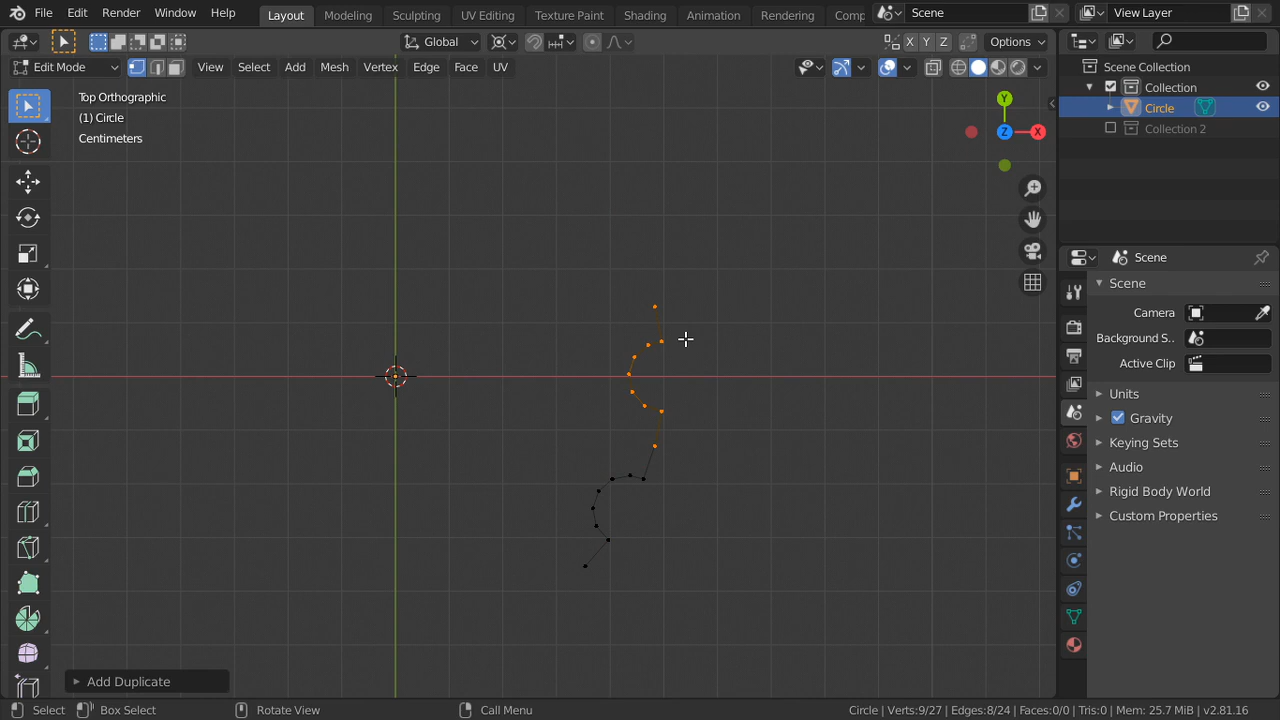 File Edit Render Window Help Layout Modeling Sculpting UV Editing Texture Paint Shading Animation Rendering Comp Scene View Layer
Global X Y Z Options
Edit Mode View Select Add Mesh Vertex Edge Face UV
Top Orthographic
(1) Circle
Centimeters
Y
Z X
Add Duplicate
Scene Collection
Collection
Circle
Collection 2
Scene
Scene
Camera
Background S..
Active Clip
Units
Gravity
Keying Sets
Audio
Rigid Body World
Custom Properties
Select Box Select Rotate View Call Menu Circle | Verts:9/27 | Edges:8/24 | Faces:0/0 | Tris:0 | Mem: 25.7 MiB | v2.81.16